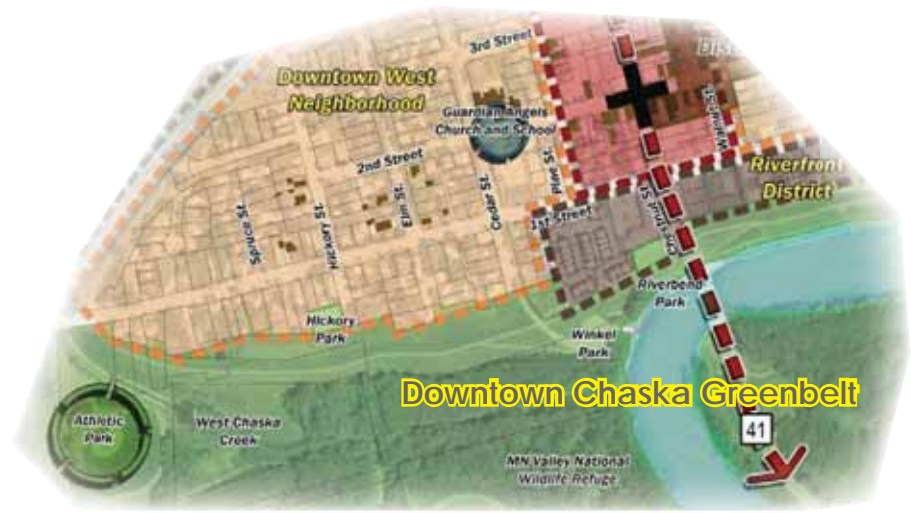 3rd Street
Downtown West
Neighborhood
Guardian Angels
Church and School
2nd Street
Pine St.
Walnut St.
Riverfront
District
Spruce St.
Hickory St.
Elm St.
Cedar St.
1st Street
Chestnut St.
Riverbend
Park
Hickory
Park
Winkel
Park
Downtown Chaska Greenbelt
Athletic
Park
West Chaska
Creek
41
MN Valley National
Wildlife Refuge